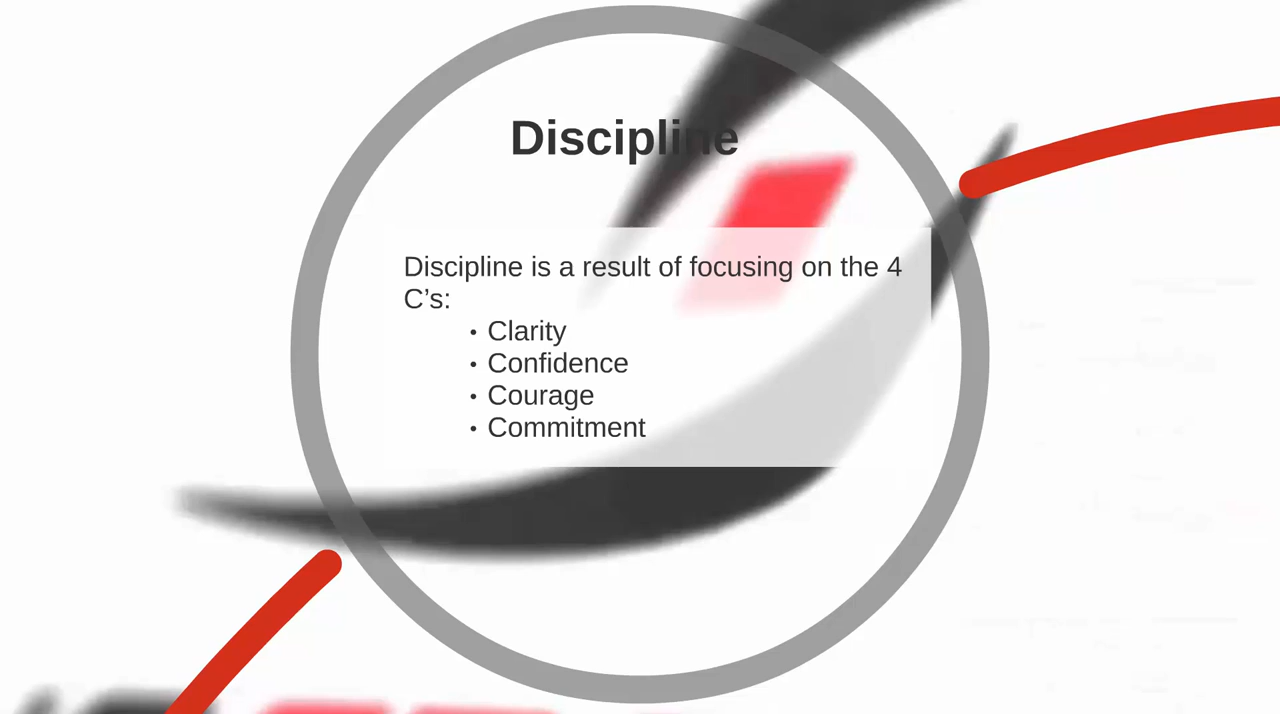 Discipline
Discipline is a result of focusing on the 4
C’s:
• Clarity
• Confidence
• Courage
• Commitment